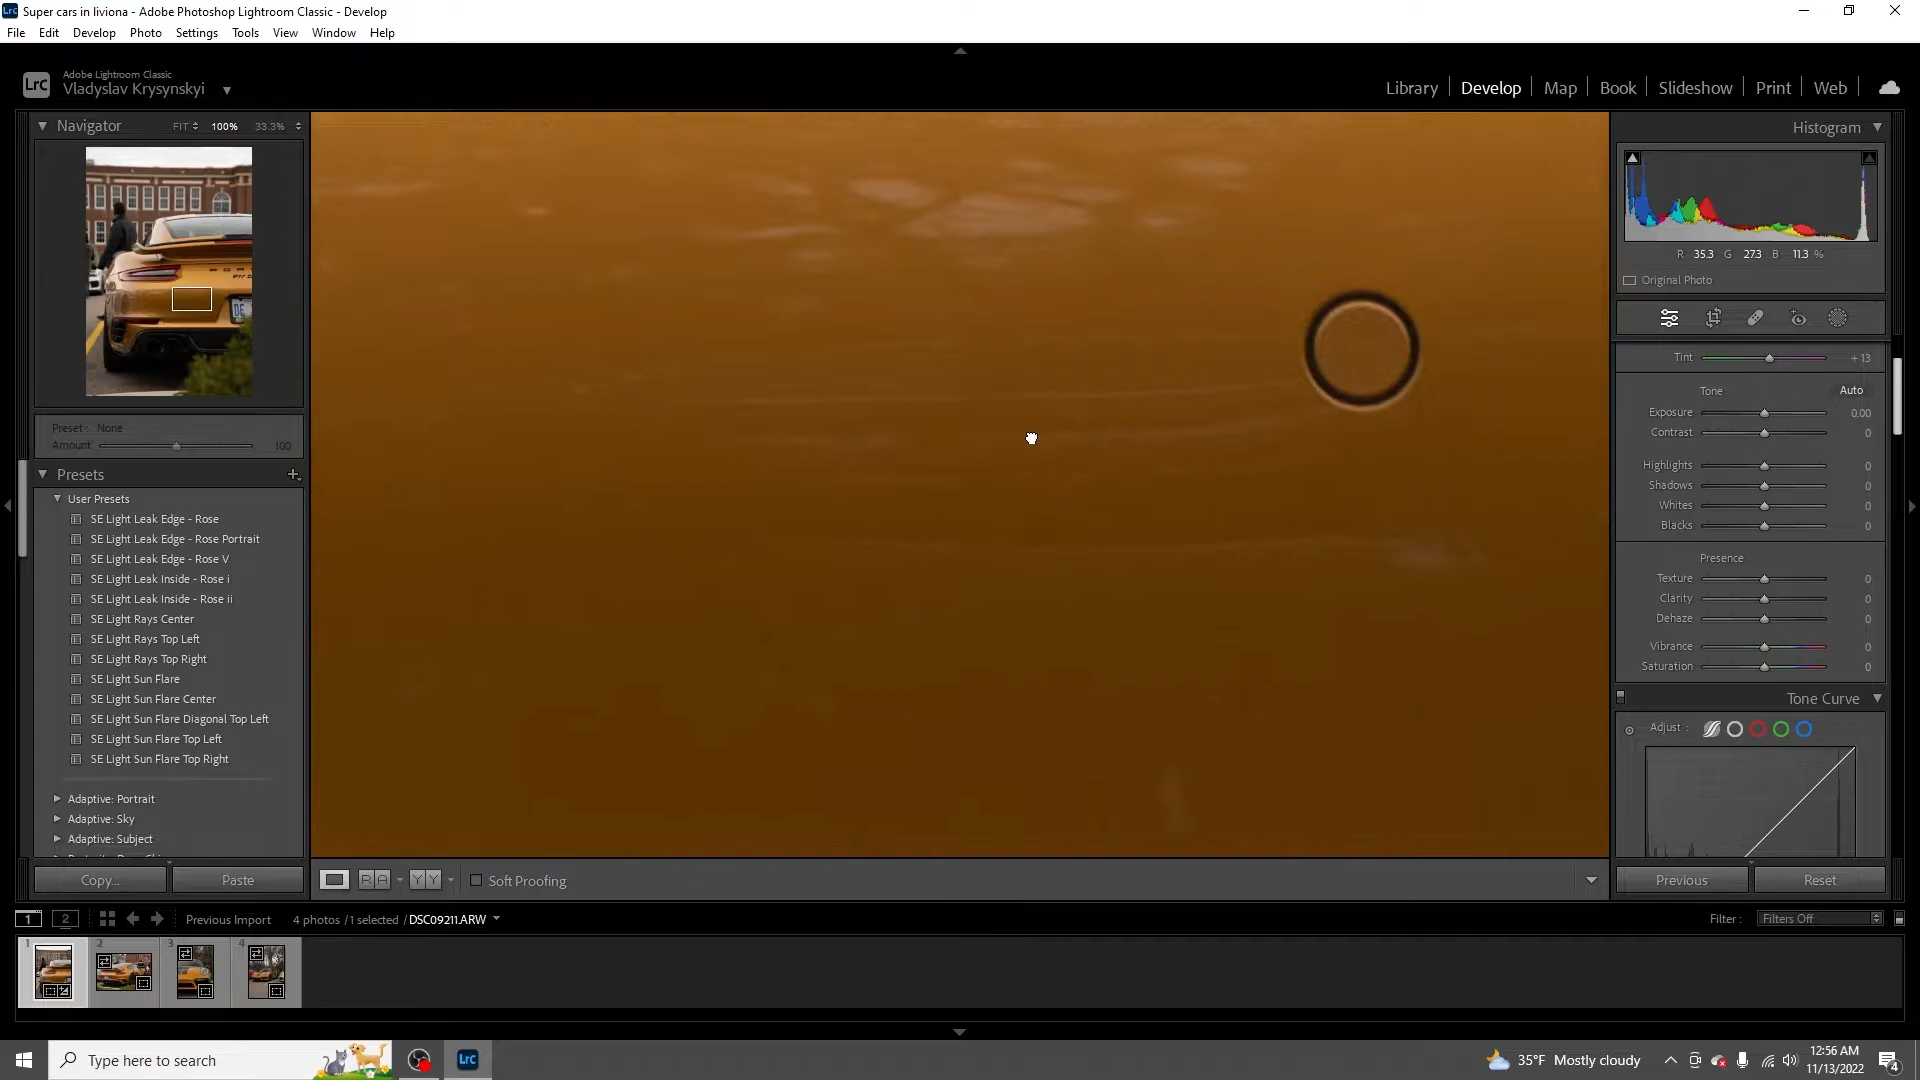 Super cars in liviona - Adobe Photoshop Lightroom Classic - Develop
File Edit Develop Photo Settings Tools View Window Help
LrC Adobe Lightroom Classic
Vladyslav Krysynskyi
Library Develop Map Book Slideshow Print Web
Navigator FIT 100% 33.3%
Histogram
R 35.3 G 27.3 B 11.3 %
Original Photo
Tint + 13
Tone Auto
Exposure 0.00
Contrast 0
Highlights 0
Shadows 0
Whites 0
Blacks 0
Presence
Texture 0
Clarity 0
Dehaze 0
Vibrance 0
Saturation 0
Tone Curve
Adjust :
Preset : None
Amount 100
Presets
User Presets
SE Light Leak Edge - Rose
SE Light Leak Edge - Rose Portrait
SE Light Leak Edge - Rose V
SE Light Leak Inside - Rose i
SE Light Leak Inside - Rose ii
SE Light Rays Center
SE Light Rays Top Left
SE Light Rays Top Right
SE Light Sun Flare
SE Light Sun Flare Center
SE Light Sun Flare Diagonal Top Left
SE Light Sun Flare Top Left
SE Light Sun Flare Top Right
Adaptive: Portrait
Adaptive: Sky
Adaptive: Subject
Copy... Paste
R A Y Y Soft Proofing
Previous Reset
1 2 Previous Import 4 photos / 1 selected / DSC09211.ARW
Filter : Filters Off
1 2 3 4
Type here to search
LrC
35°F Mostly cloudy
12:56 AM
11/13/2022
4